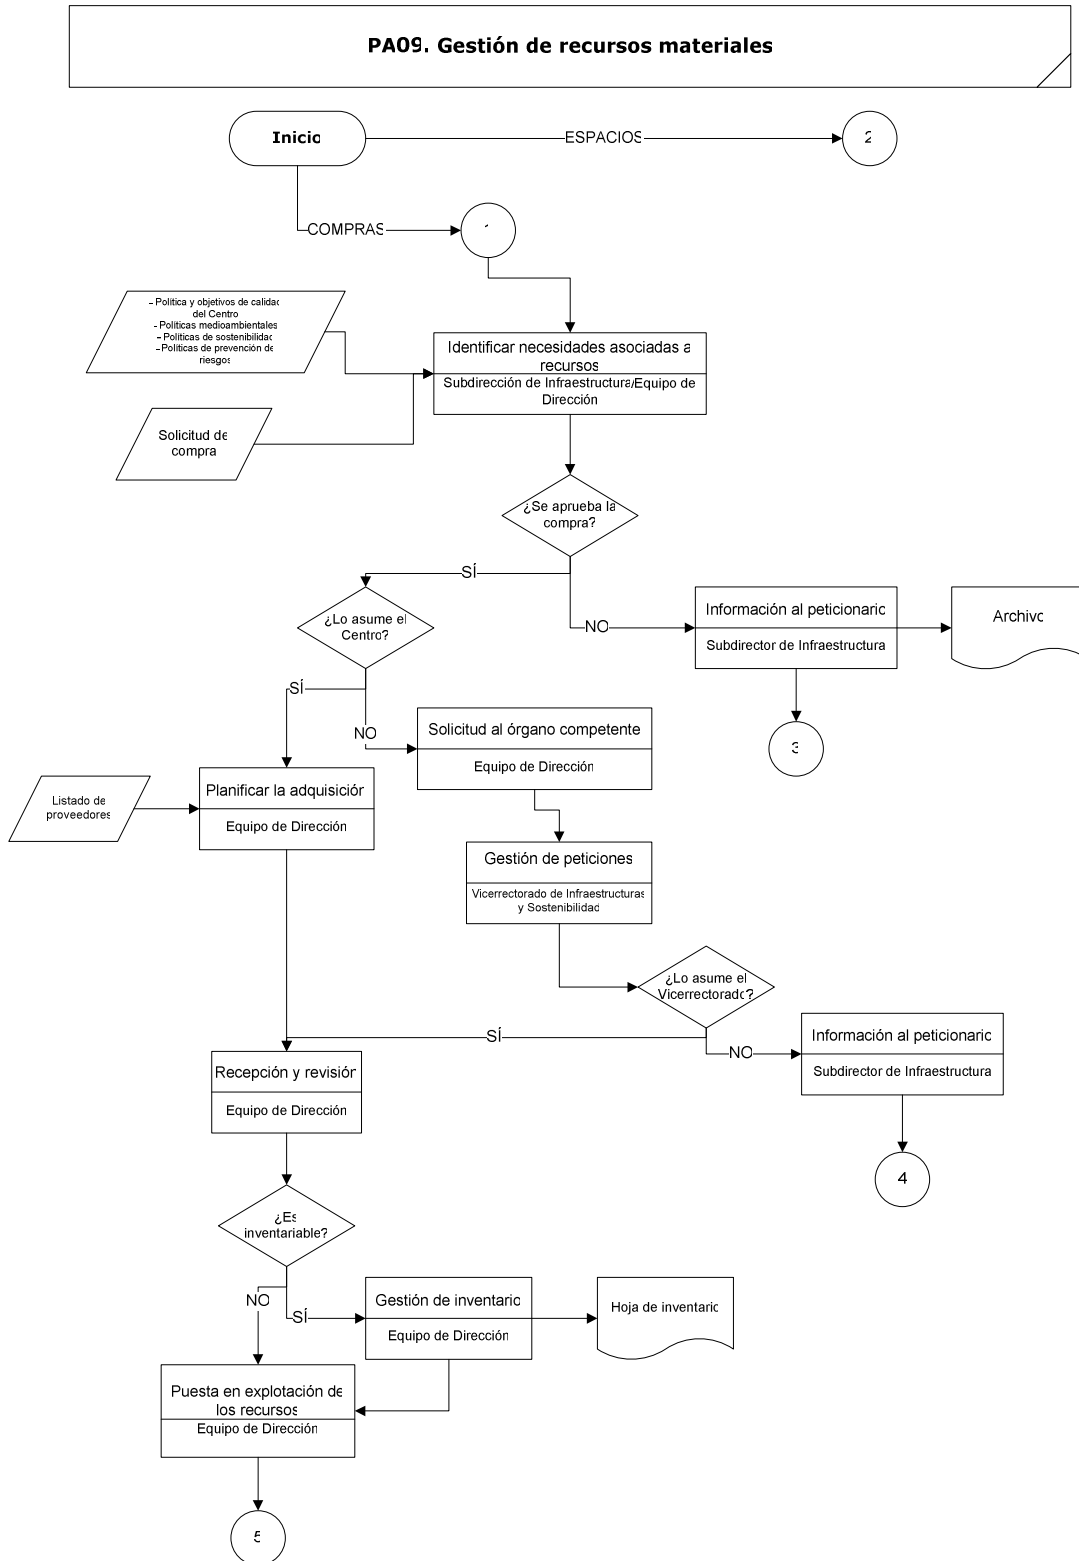 PA09. Gestión de recursos materiales
Inicio
ESPACIOS
2
COMPRAS
- Política y objetivos de calidad
del Centro
- Políticas medioambientales
- Políticas de sostenibilidad
- Políticas de prevención de
riesgos
Identificar necesidades asociadas a
recursos
Subdirección de Infraestructura/Equipo de
Dirección
Solicitud de
compra
¿Se aprueba la
compra?
SÍ
NO
¿Lo asume el
Centro?
Información al peticionario
Subdirector de Infraestructura
Archivo
SÍ
NO
Solicitud al órgano competente
Equipo de Dirección
3
Listado de
proveedores
Planificar la adquisición
Equipo de Dirección
Gestión de peticiones
Vicerrectorado de Infraestructuras
y Sostenibilidad
¿Lo asume el
Vicerrectorado?
SÍ
NO
Información al peticionario
Subdirector de Infraestructura
Recepción y revisión
Equipo de Dirección
4
¿Es
inventariable?
NO
SÍ
Gestión de inventario
Equipo de Dirección
Hoja de inventario
Puesta en explotación de
los recursos
Equipo de Dirección
5